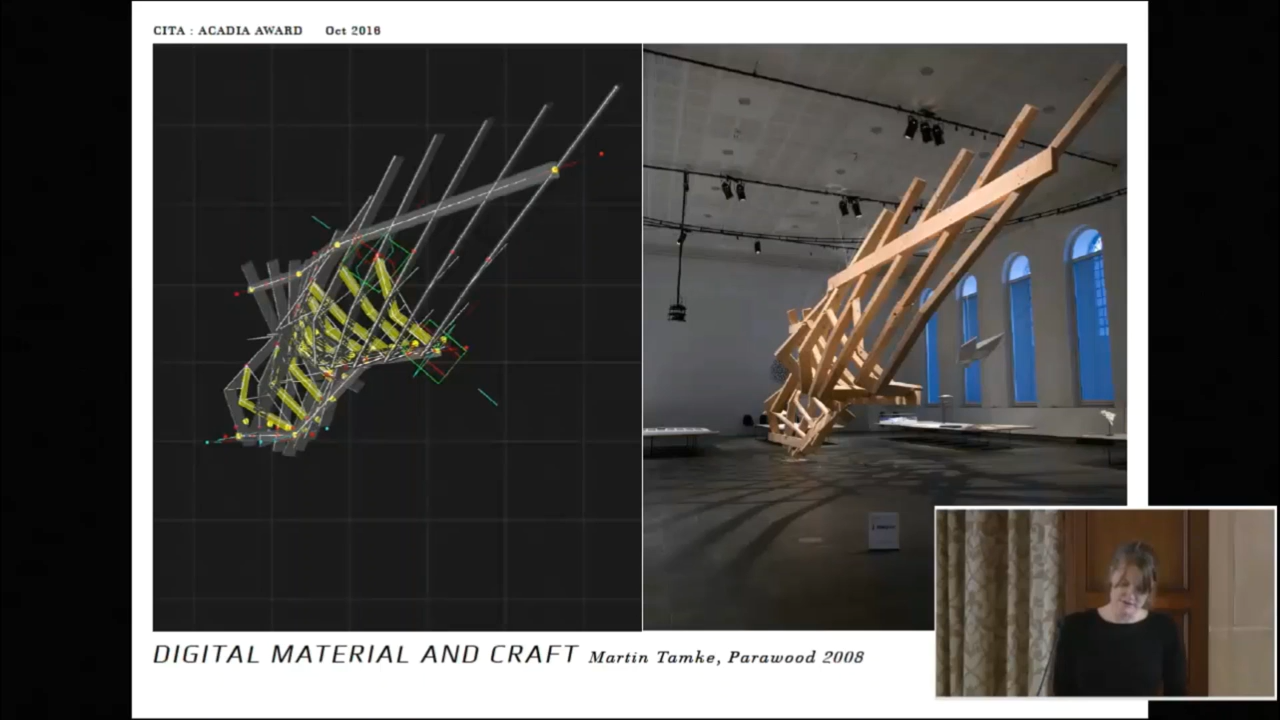 CITA : ACADIA AWARD Oct 2016
DIGITAL MATERIAL AND CRAFT Martin Tamke, Parawood 2008